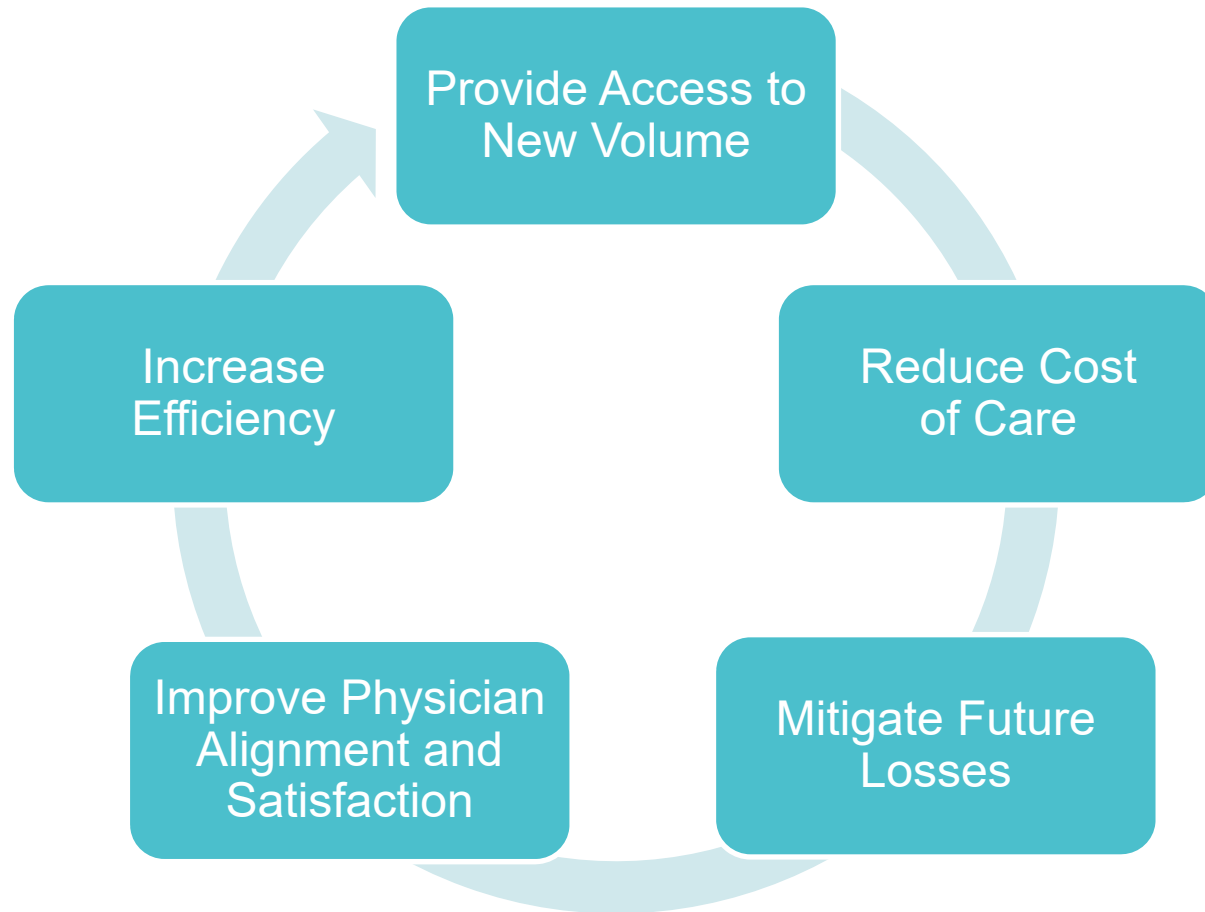 Provide Access to
New Volume
Reduce Cost
of Care
Mitigate Future
Losses
Improve Physician
Alignment and
Satisfaction
Increase
Efficiency